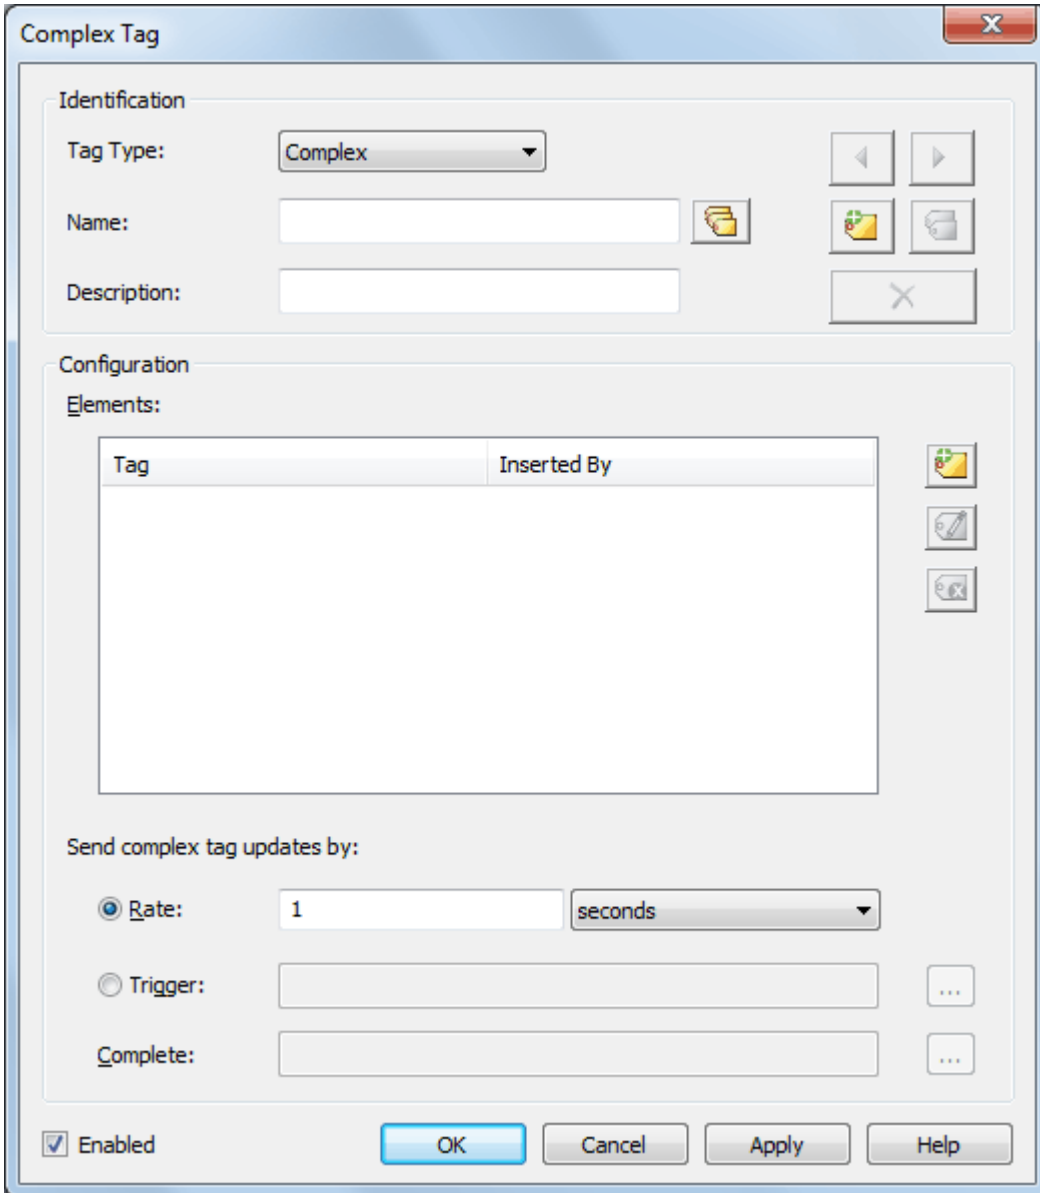 Complex Tag
Identification
Tag Type:
Complex
Name:
Description:
Configuration
Elements:
Tag
Inserted By
Send complex tag updates by:
Rate:
1
seconds
Trigger:
...
Complete:
...
Enabled
OK
Cancel
Apply
Help